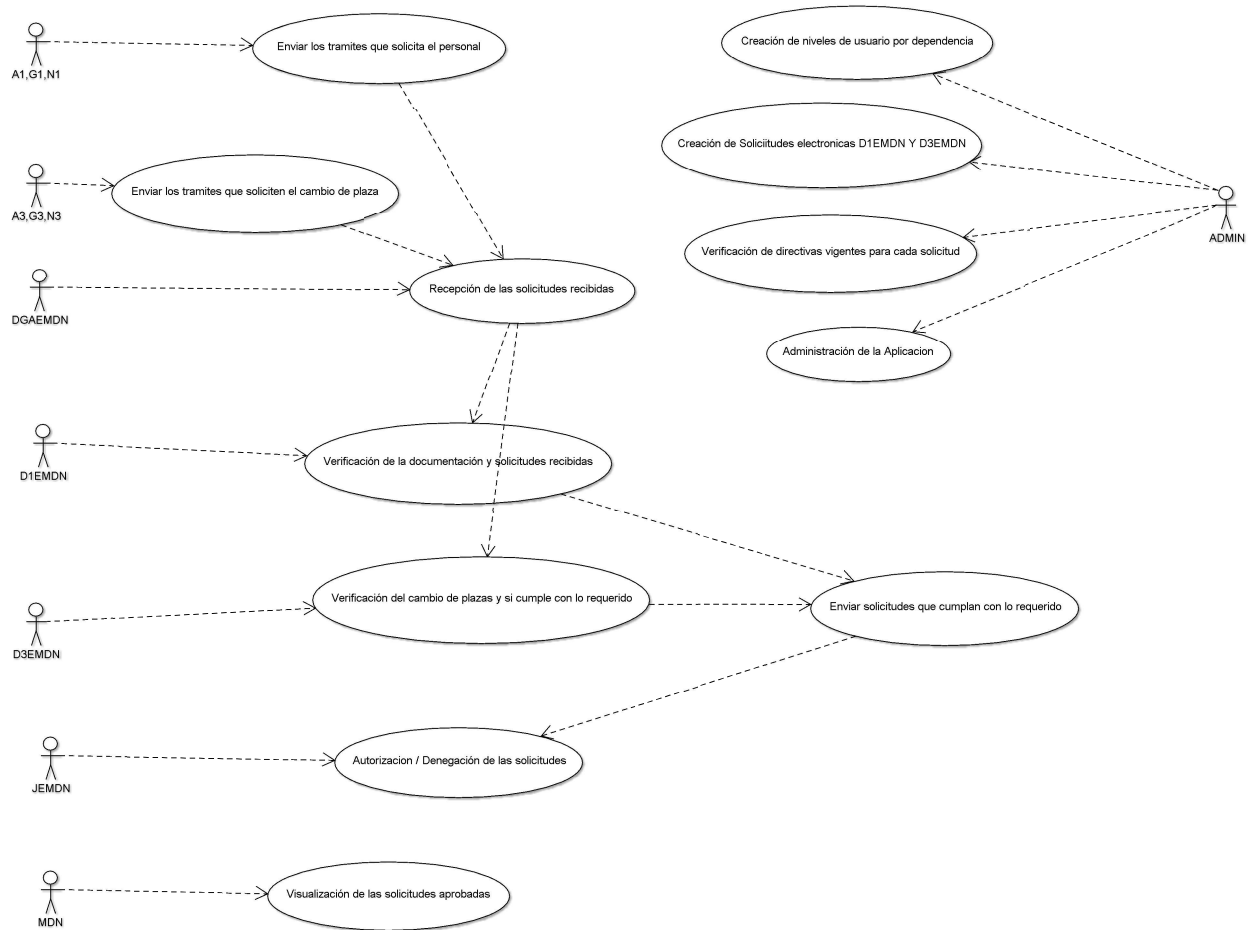 Enviar los tramites que solicita el personal
A1,G1,N1
Enviar los tramites que soliciten el cambio de plaza
A3,G3,N3
DGAEMDN
Recepción de las solicitudes recibidas
D1EMDN
Verificación de la documentación y solicitudes recibidas
D3EMDN
Verificación del cambio de plazas y si cumple con lo requerido
Enviar solicitudes que cumplan con lo requerido
JEMDN
Autorizacion / Denegación de las solicitudes
MDN
Visualización de las solicitudes aprobadas
Creación de niveles de usuario por dependencia
Creación de Soliciitudes electronicas D1EMDN Y D3EMDN
Verificación de directivas vigentes para cada solicitud
Administración de la Aplicacion
ADMIN